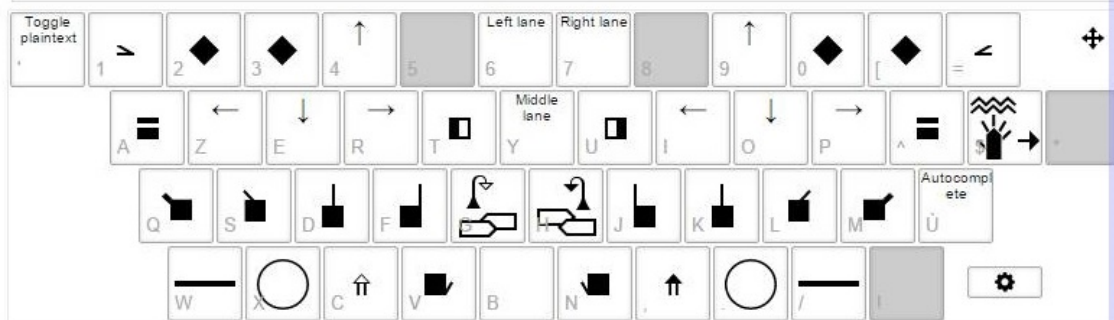 Toggle plaintext ' 1 2 3 4 5 Left lane 6 Right lane 7 8 9 0 [ =
A Z E R T Middle lane Y U I O P ^ $ *
Q S D F G H J K L M Autocomplete Ù
W X C V B N , . / !